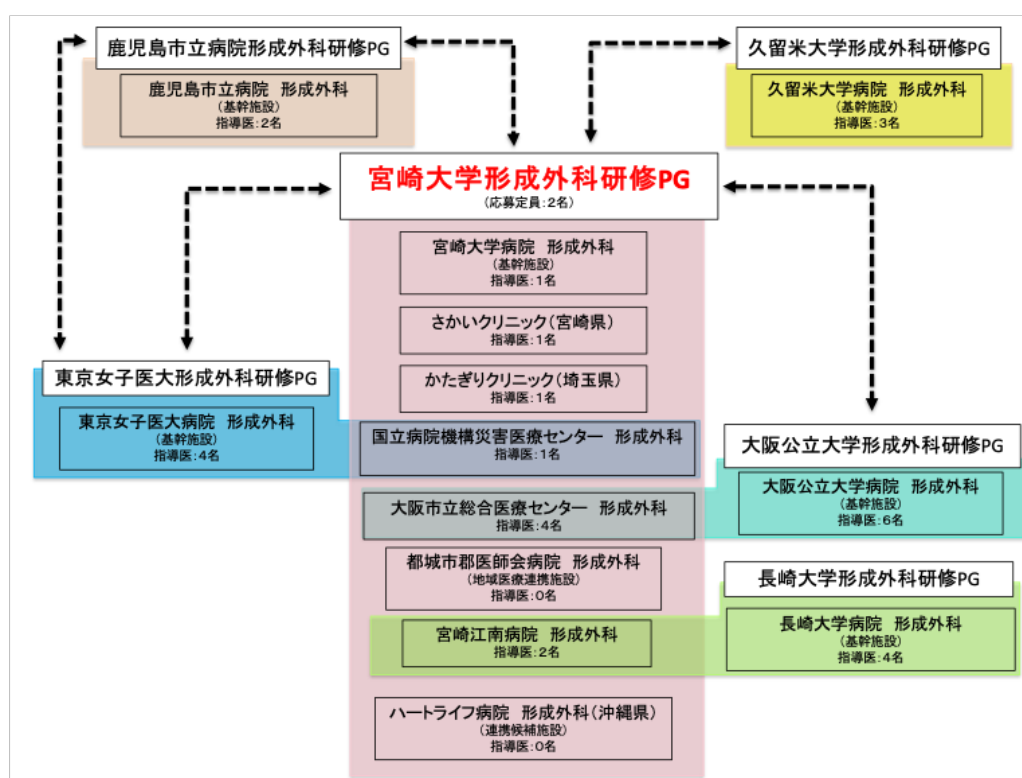 鹿児島市立病院形成外科研修PG
鹿児島市立病院 形成外科
(基幹施設)
指導医:2名
久留米大学形成外科研修PG
久留米大学病院 形成外科
(基幹施設)
指導医:3名
宮崎大学形成外科研修PG
(応募定員:2名)
宮崎大学病院 形成外科
(基幹施設)
指導医:1名
さかいクリニック(宮崎県)
指導医:1名
かたぎりクリニック(埼玉県)
指導医:1名
東京女子医大形成外科研修PG
東京女子医大病院 形成外科
(基幹施設)
指導医:4名
国立病院機構災害医療センター 形成外科
指導医:1名
大阪公立大学形成外科研修PG
大阪公立大学病院 形成外科
(基幹施設)
指導医:6名
大阪市立総合医療センター 形成外科
指導医:4名
都城市郡医師会病院 形成外科
(地域医療連携施設)
指導医:0名
長崎大学形成外科研修PG
長崎大学病院 形成外科
(基幹施設)
指導医:4名
宮崎江南病院 形成外科
指導医:2名
ハートライフ病院 形成外科(沖縄県)
(連携候補施設)
指導医:0名